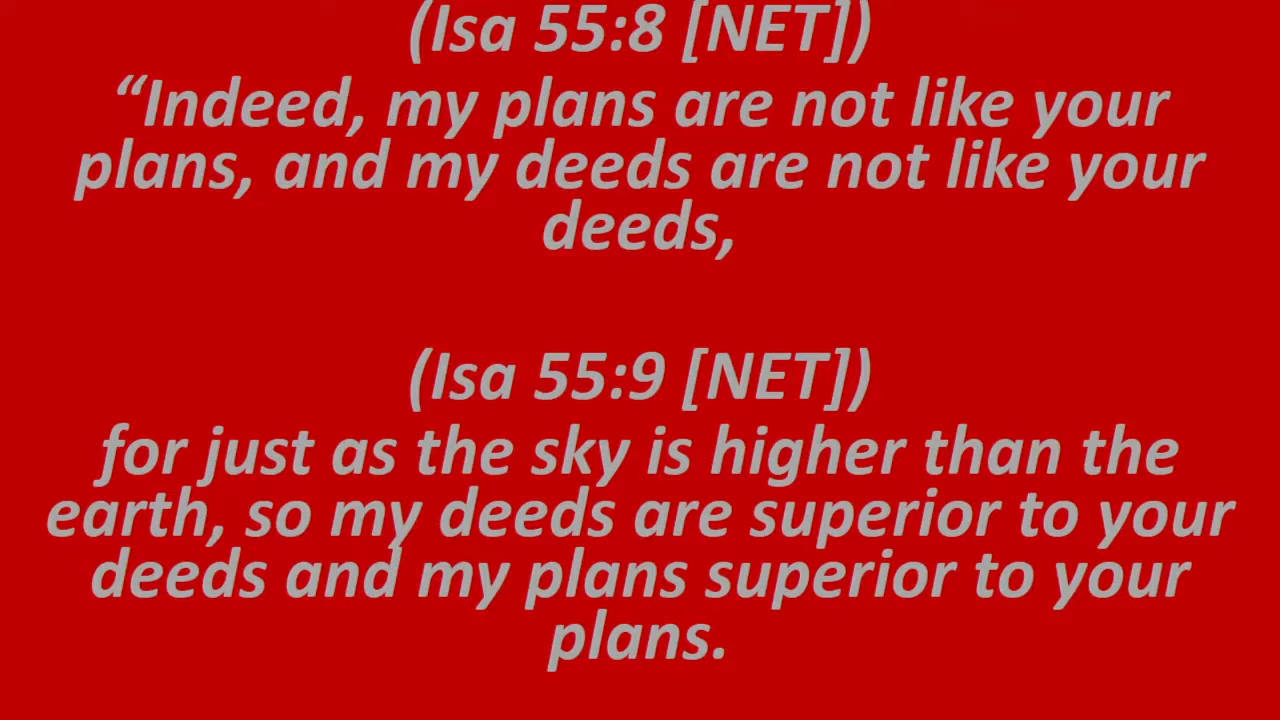 (Isa 55:8 [NET])
“Indeed, my plans are not like your
plans, and my deeds are not like your
deeds,
(Isa 55:9 [NET])
for just as the sky is higher than the
earth, so my deeds are superior to your
deeds and my plans superior to your
plans.